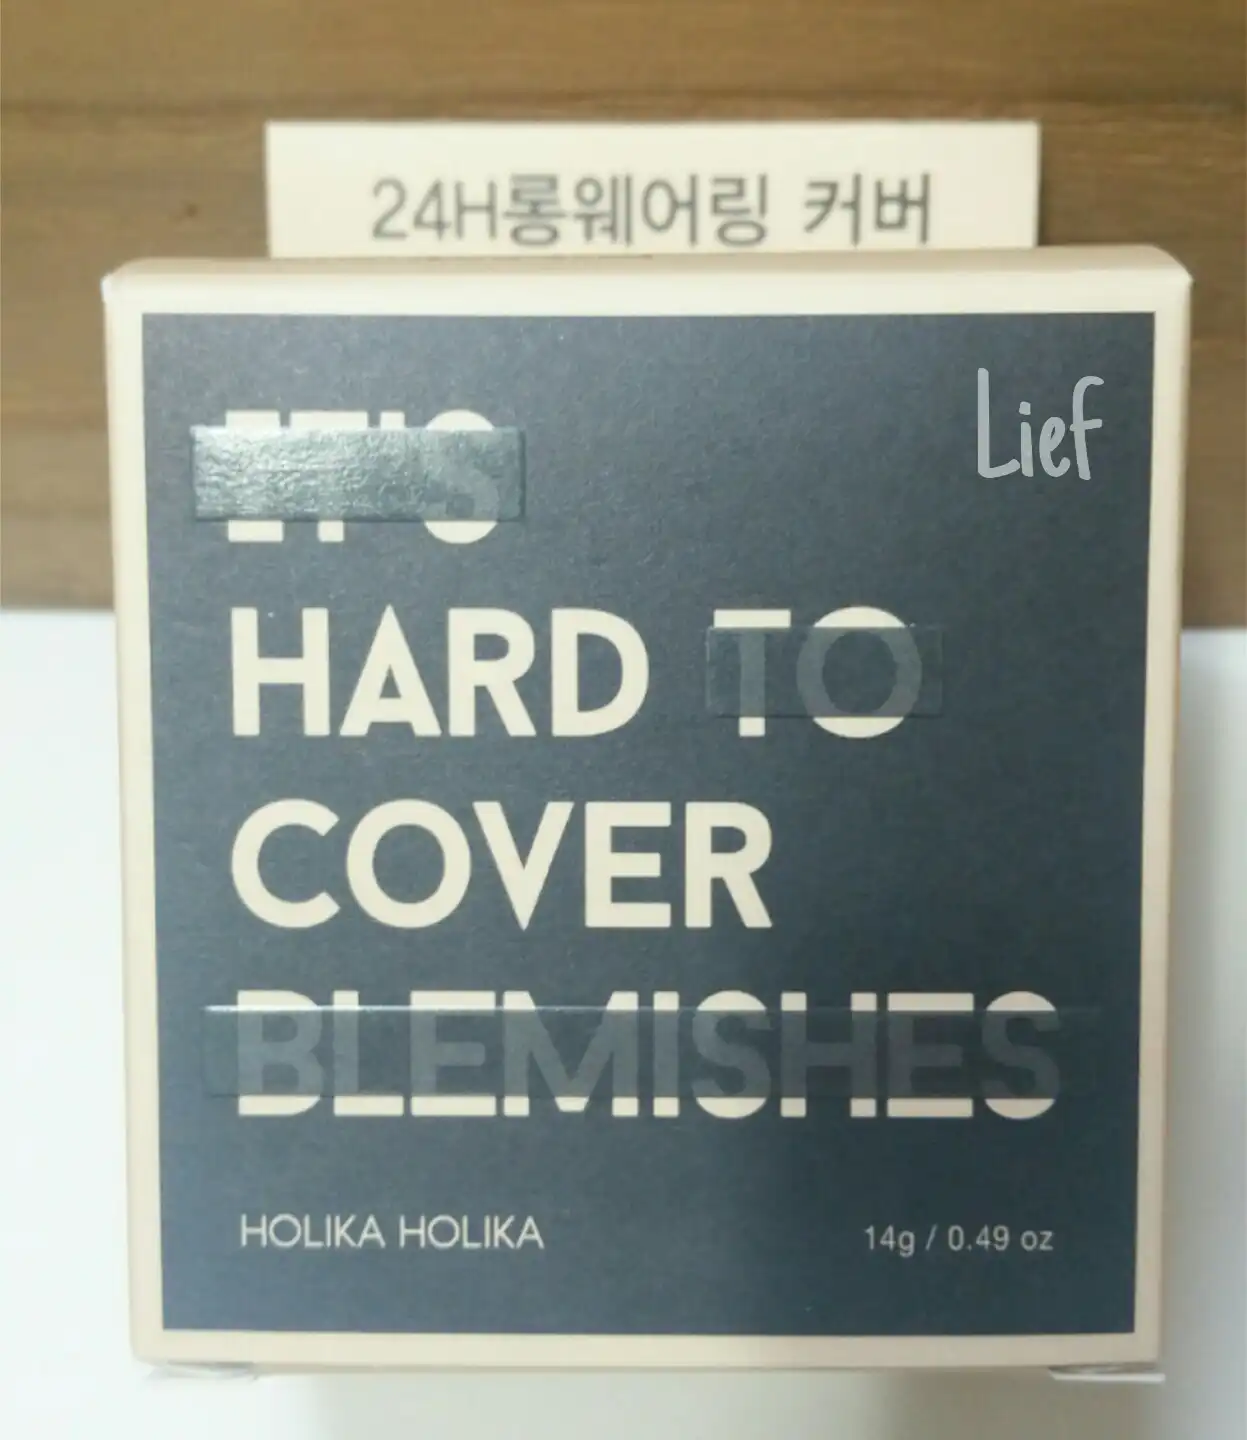 24H롱웨어링 커버
Lief
IT'S
HARD TO
COVER
BLEMISHES
HOLIKA HOLIKA
14g / 0.49 oz